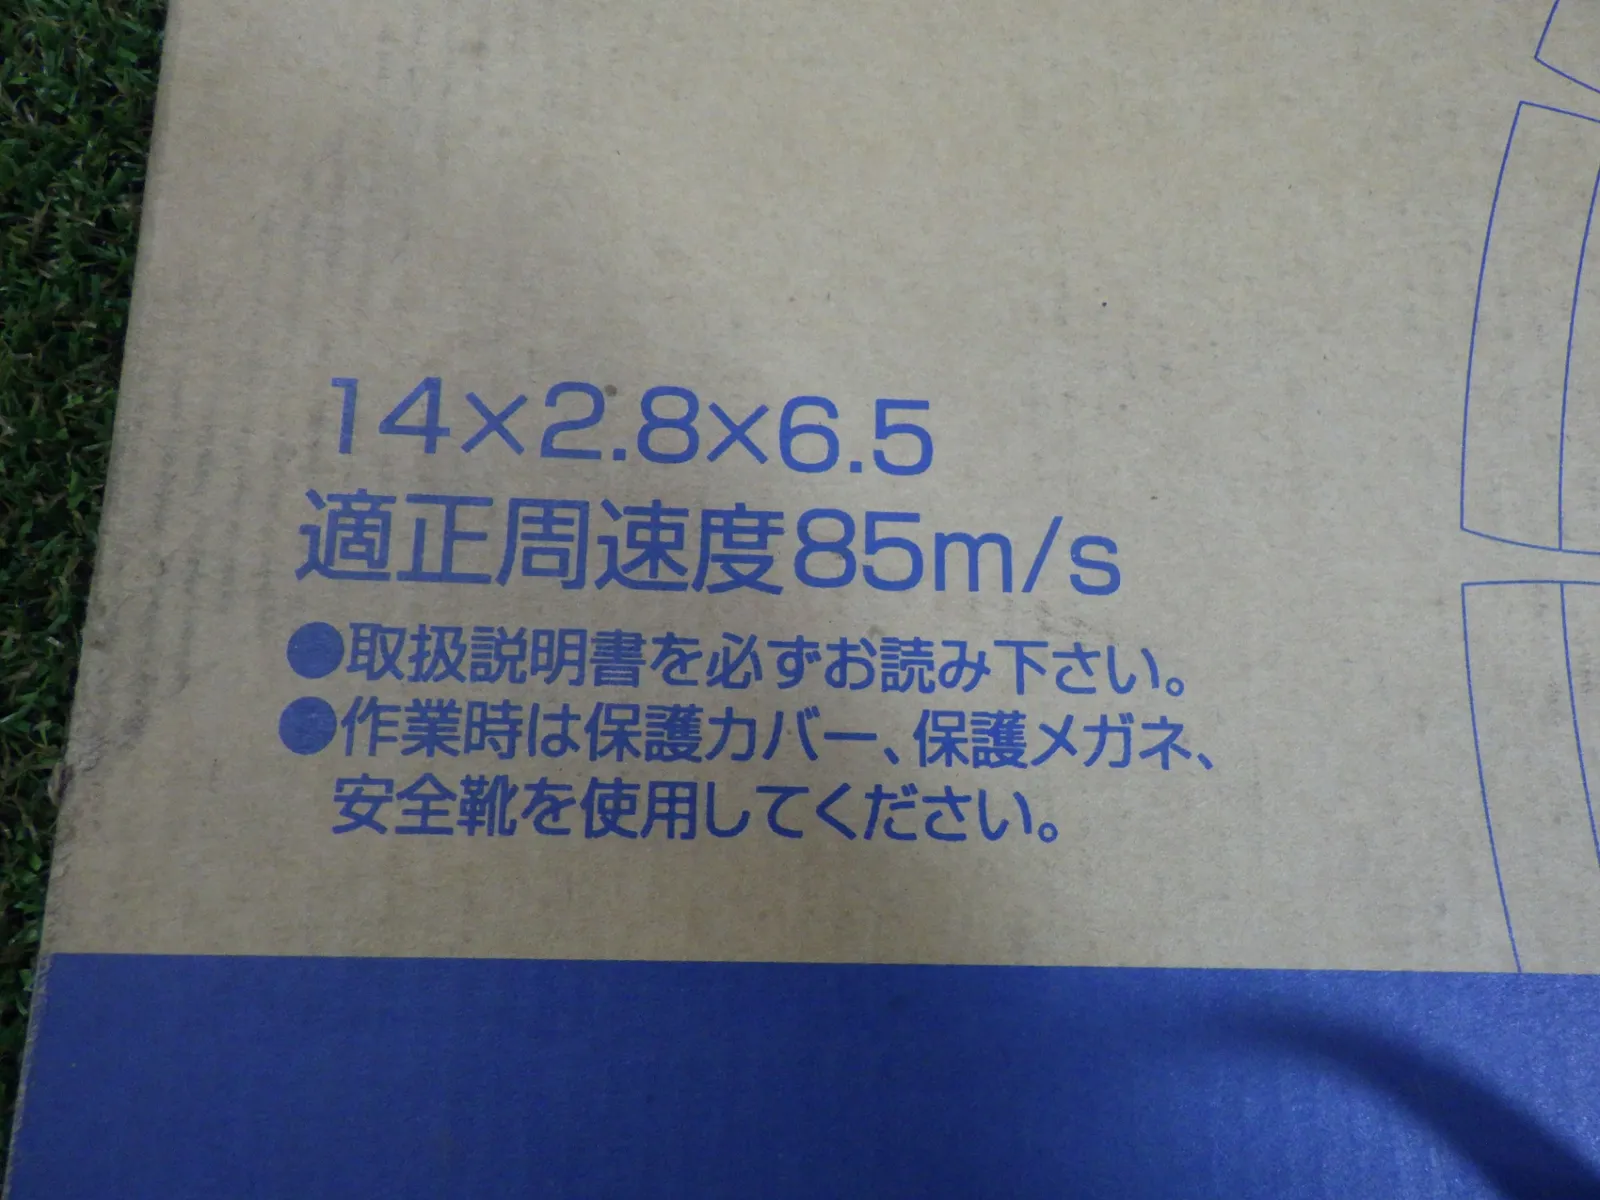 14×2.8×6.5
適正周速度85m/s
●取扱説明書を必ずお読み下さい。
●作業時は保護カバー、保護メガネ、
安全靴を使用してください。